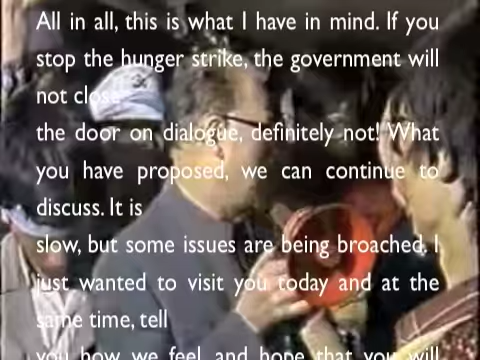 All in all, this is what I have in mind. If you
stop the hunger strike, the government will
not close
the door on dialogue, definitely not! What
you have proposed, we can continue to
discuss. It is
slow, but some issues are being broached. I
just wanted to visit you today and at the
same time, tell
you how we feel and hope that you will